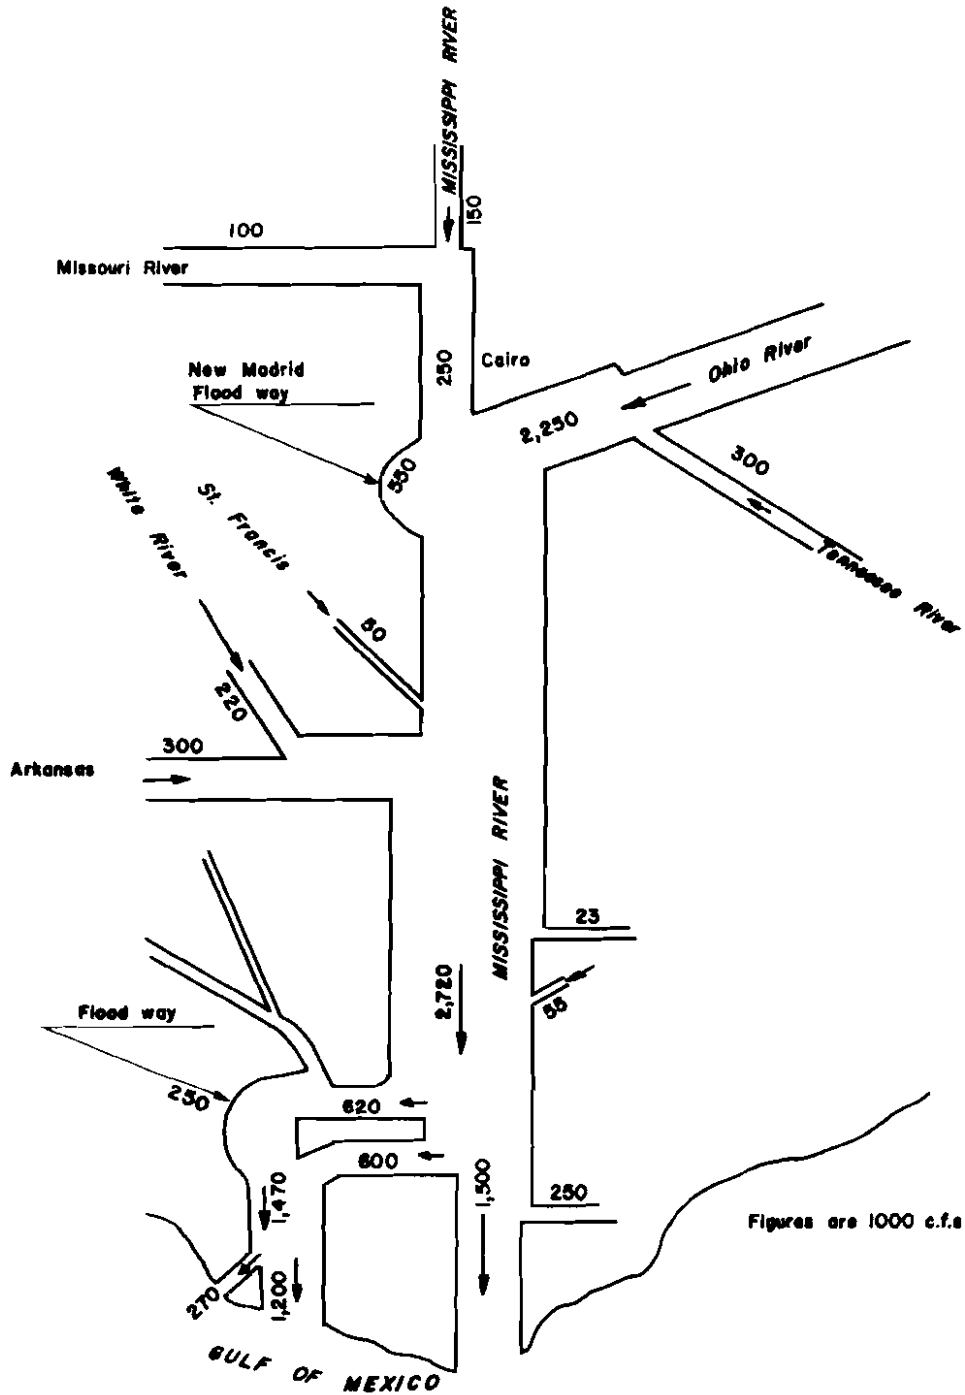 MISSISSIPPI RIVER
150
100
Missouri River
250
Cairo
New Madrid
Flood way
Ohio River
2,250
550
300
Tennessee River
White River
St. Francis
50
220
300
Arkansas
MISSISSIPPI RIVER
23
2,720
55
Flood way
250
620
600
1,470
1,500
250
Figures are 1000 c.f.s
270
1,200
GULF OF MEXICO